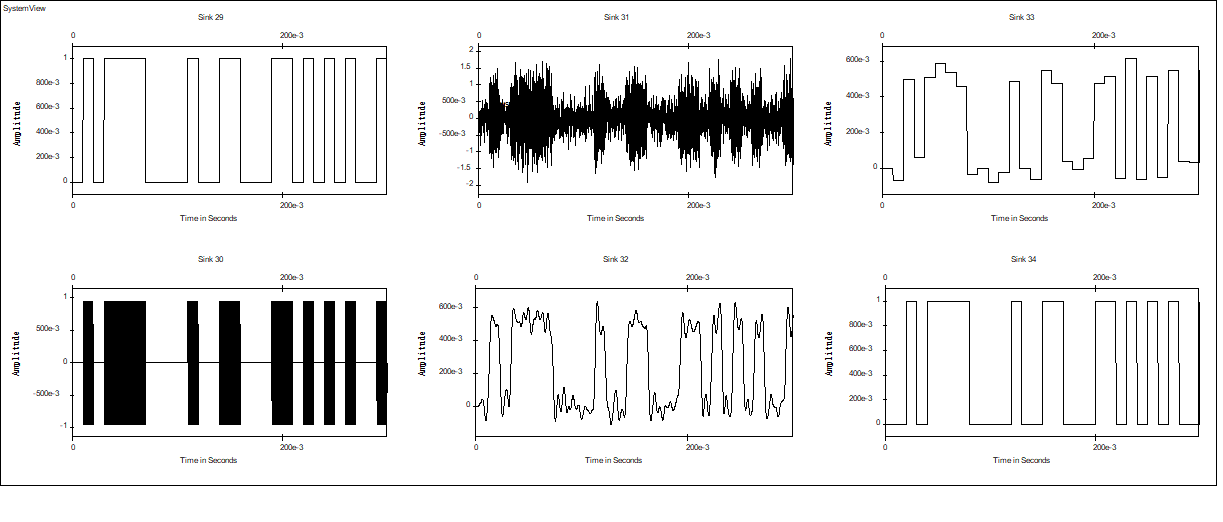 SystemView
Sink 29
0 200e-3
1
800e-3
600e-3
400e-3
200e-3
0
Amplitude
0 200e-3
Time in Seconds
Sink 31
0 200e-3
2
1.5
1
500e-3
0
-500e-3
-1
-1.5
-2
Amplitude
0 200e-3
Time in Seconds
Sink 33
0 200e-3
600e-3
400e-3
200e-3
0
Amplitude
0 200e-3
Time in Seconds
Sink 30
0 200e-3
1
500e-3
0
-500e-3
-1
Amplitude
0 200e-3
Time in Seconds
Sink 32
0 200e-3
600e-3
400e-3
200e-3
0
Amplitude
0 200e-3
Time in Seconds
Sink 34
0 200e-3
1
800e-3
600e-3
400e-3
200e-3
0
Amplitude
0 200e-3
Time in Seconds